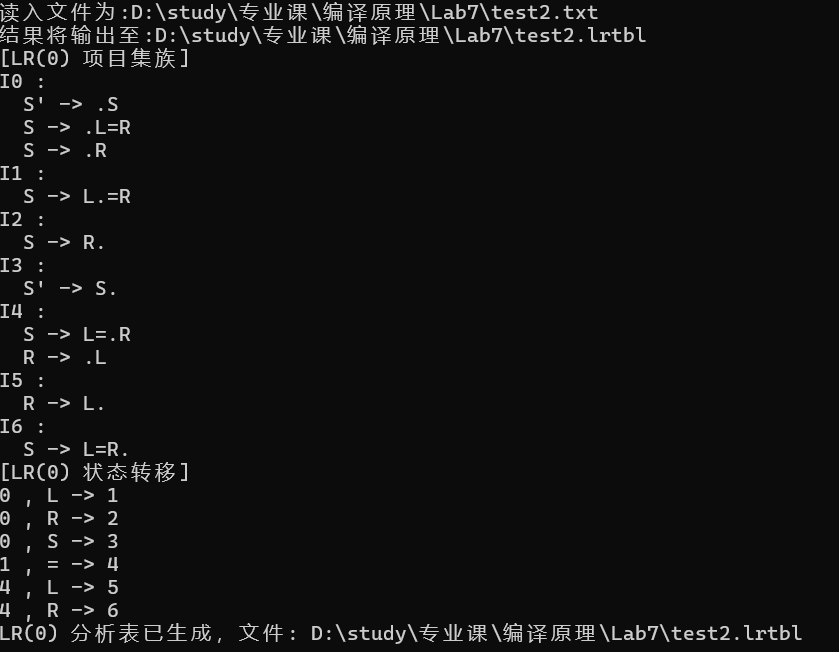 读入文件为:D:\study\专业课\编译原理\Lab7\test2.txt
结果将输出至:D:\study\专业课\编译原理\Lab7\test2.lrtbl
[LR(0) 项目集族]
I0 :
  S' -> .S
  S -> .L=R
  S -> .R
I1 :
  S -> L.=R
I2 :
  S -> R.
I3 :
  S' -> S.
I4 :
  S -> L=.R
  R -> .L
I5 :
  R -> L.
I6 :
  S -> L=R.
[LR(0) 状态转移]
0 , L -> 1
0 , R -> 2
0 , S -> 3
1 , = -> 4
4 , L -> 5
4 , R -> 6
LR(0) 分析表已生成，文件: D:\study\专业课\编译原理\Lab7\test2.lrtbl